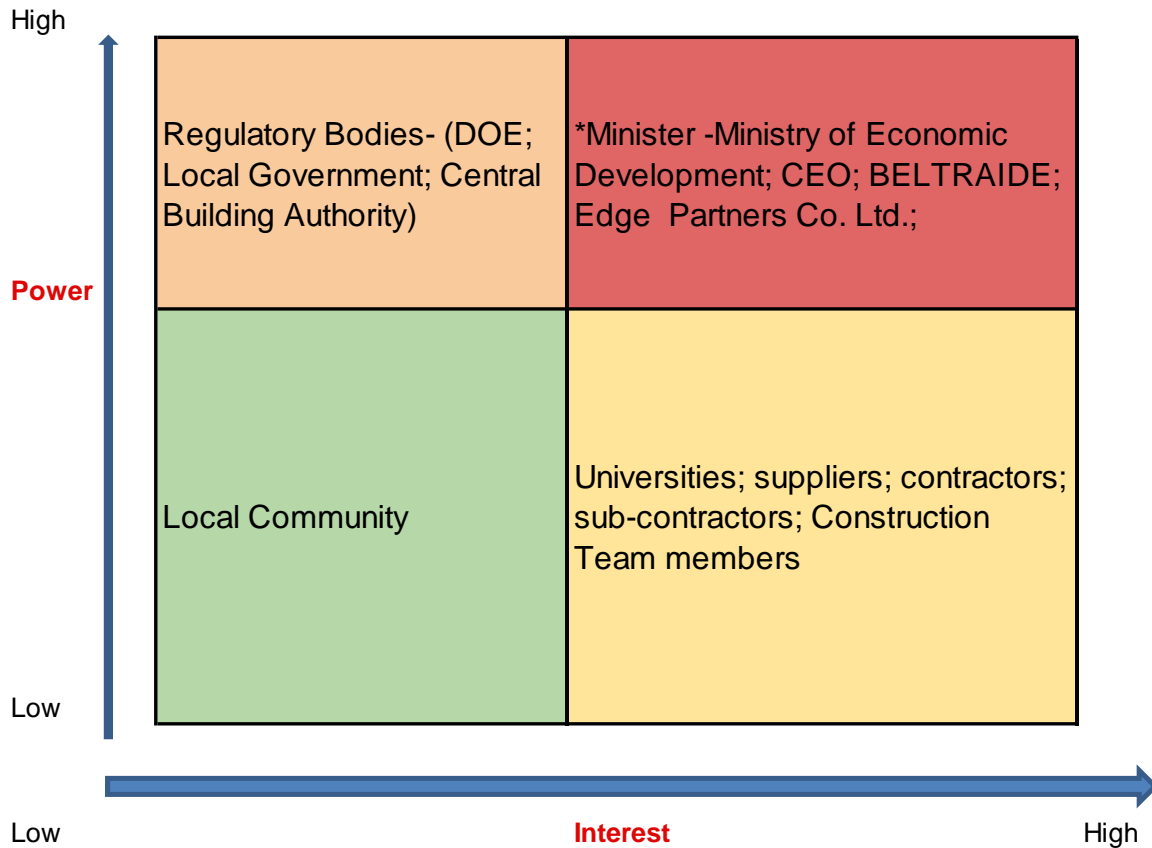 High
Regulatory Bodies- (DOE;
Local Government; Central
Building Authority)
*Minister -Ministry of Economic
Development; CEO; BELTRAIDE;
Edge  Partners Co. Ltd.;
Power
Local Community
Universities; suppliers; contractors;
sub-contractors; Construction
Team members
Low
Low
Interest
High